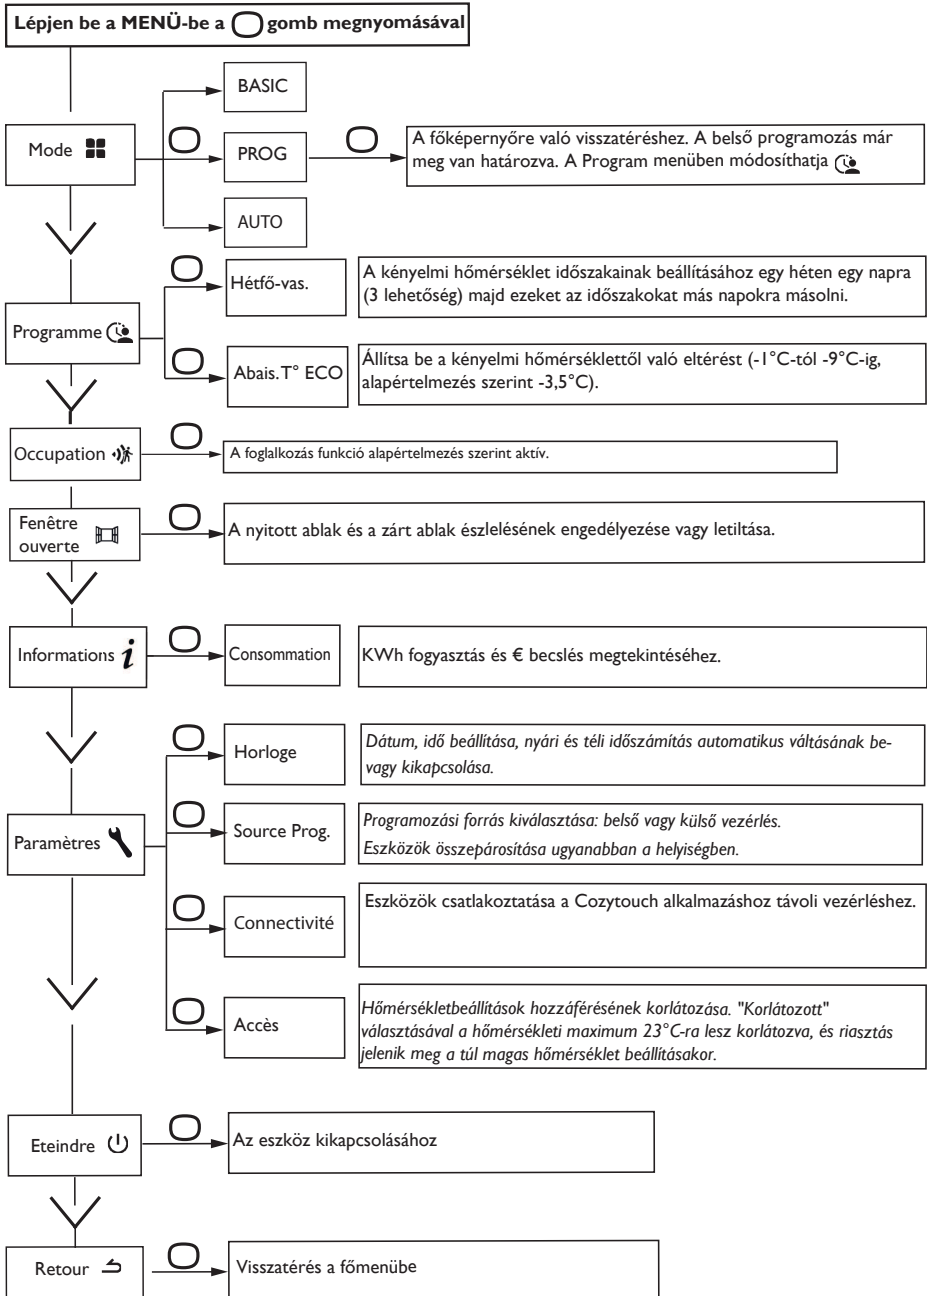 Lépjen be a MENÜ-be a gomb megnyomásával
BASIC
Mode
PROG
A főképernyőre való visszatéréshez. A belső programozás már
meg van határozva. A Program menüben módosíthatja
AUTO
Programme
Hétfő-vas.
A kényelmi hőmérséklet időszakainak beállításához egy héten egy napra
(3 lehetőség) majd ezeket az időszakokat más napokra másolni.
Abais.T° ECO
Állítsa be a kényelmi hőmérséklettől való eltérést (-1°C-tól -9°C-ig,
alapértelmezés szerint -3,5°C).
Occupation
A foglalkozás funkció alapértelmezés szerint aktív.
Fenêtre
ouverte
A nyitott ablak és a zárt ablak észlelésének engedélyezése vagy letiltása.
Informations i
Consommation
KWh fogyasztás és € becslés megtekintéséhez.
Paramètres
Horloge
Dátum, idő beállítása, nyári és téli időszámítás automatikus váltásának be-
vagy kikapcsolása.
Source Prog.
Programozási forrás kiválasztása: belső vagy külső vezérlés.
Eszközök összepárosítása ugyanabban a helyiségben.
Connectivité
Eszközök csatlakoztatása a Cozytouch alkalmazáshoz távoli vezérléshez.
Accès
Hőmérsékletbeállítások hozzáférésének korlátozása. "Korlátozott"
választásával a hőmérsékleti maximum 23°C-ra lesz korlátozva, és riasztás
jelenik meg a túl magas hőmérséklet beállításakor.
Eteindre
Az eszköz kikapcsolásához
Retour
Visszatérés a főmenübe